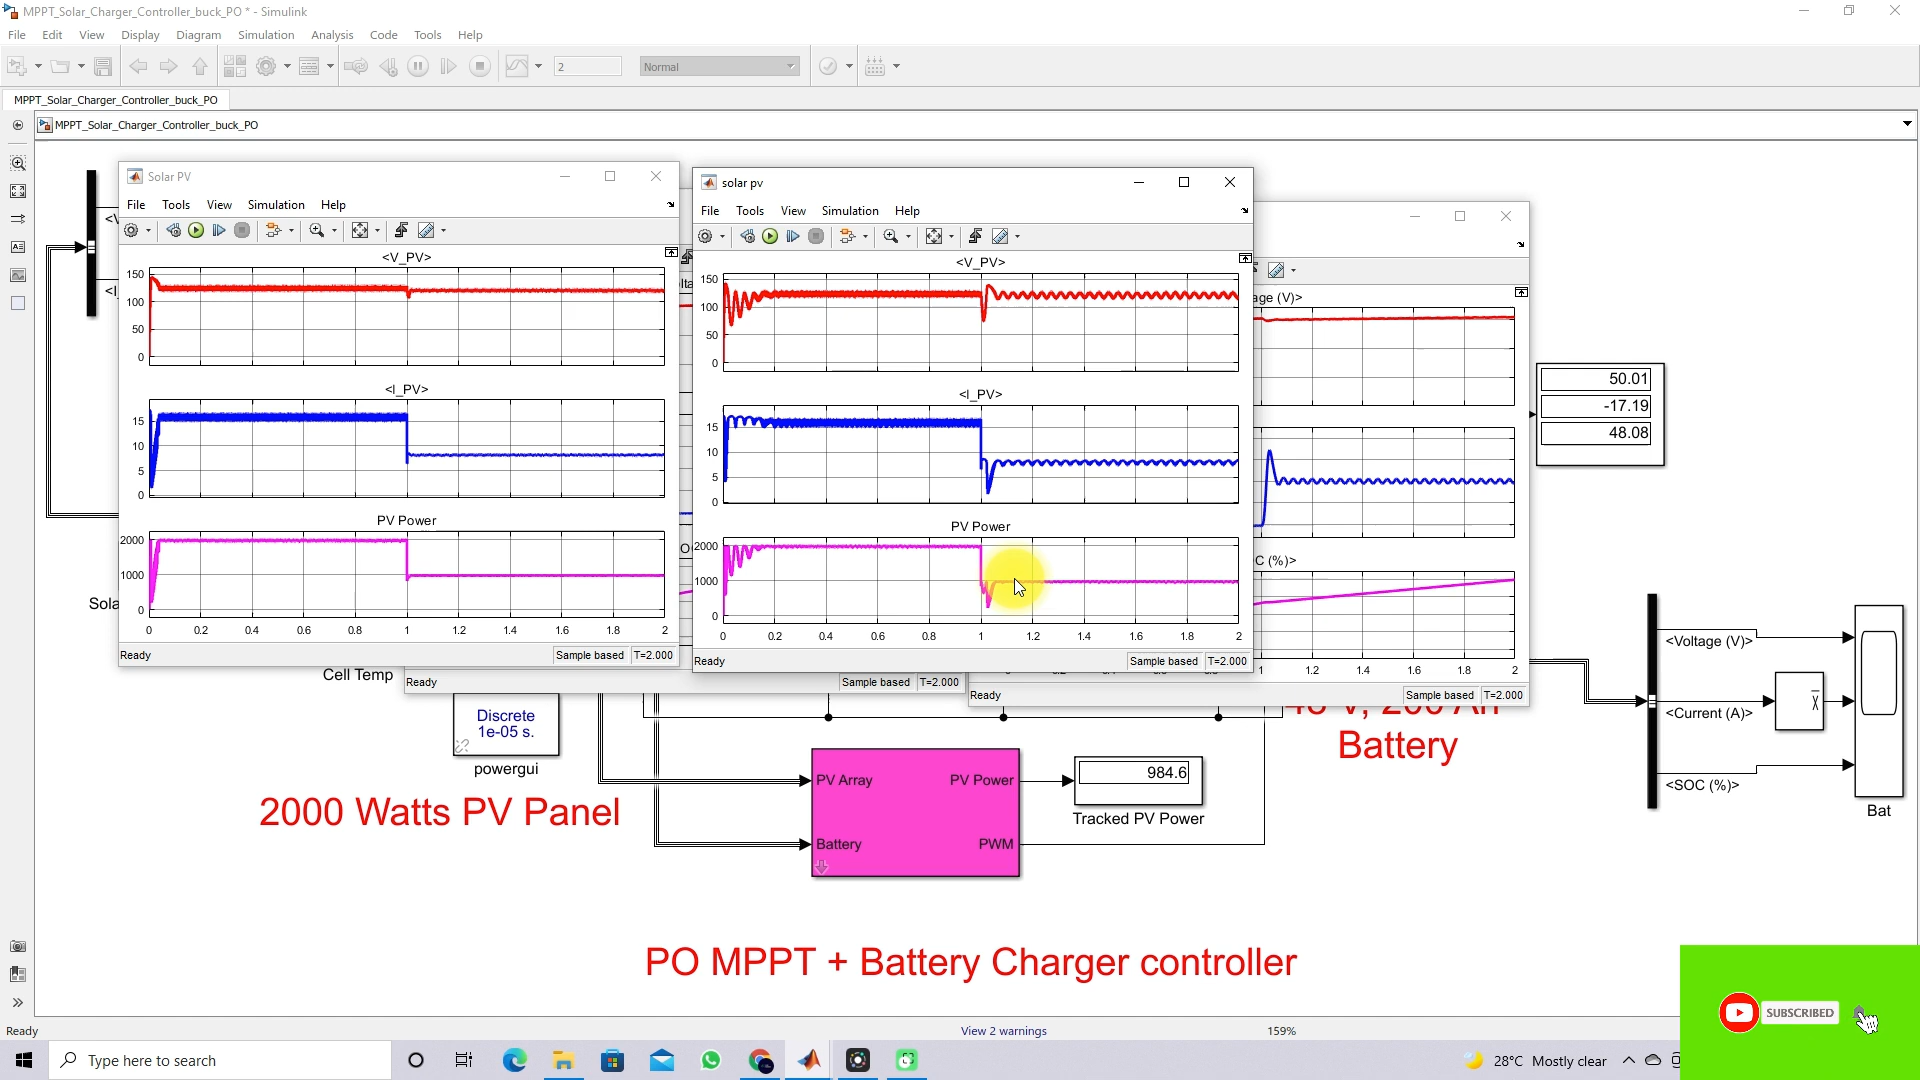 MPPT_Solar_Charger_Controller_buck_PO * - Simulink
File Edit View Display Diagram Simulation Analysis Code Tools Help
2 Normal
MPPT_Solar_Charger_Controller_buck_PO
MPPT_Solar_Charger_Controller_buck_PO
Solar PV
File Tools View Simulation Help
<V_PV>
150
100
50
0
<I_PV>
15
10
5
0
PV Power
2000
1000
0
0 0.2 0.4 0.6 0.8 1 1.2 1.4 1.6 1.8 2
Ready Sample based T=2.000
solar pv
File Tools View Simulation Help
<V_PV>
150
100
50
0
<I_PV>
15
10
5
0
PV Power
2000
1000
0
0 0.2 0.4 0.6 0.8 1 1.2 1.4 1.6 1.8 2
Ready Sample based T=2.000
age (V)>
C (%)>
1 1.2 1.4 1.6 1.8 2
Ready Sample based T=2.000
Ready Sample based T=2.000
50.01
-17.19
48.08
Sola
Cell Temp
Discrete
1e-05 s.
powergui
2000 Watts PV Panel
PV Array PV Power
Battery PWM
984.6
Tracked PV Power
Battery
<Voltage (V)>
<Current (A)>
<SOC (%)>
x
Bat
PO MPPT + Battery Charger controller
SUBSCRIBED
Ready View 2 warnings 159%
Type here to search
28°C Mostly clear